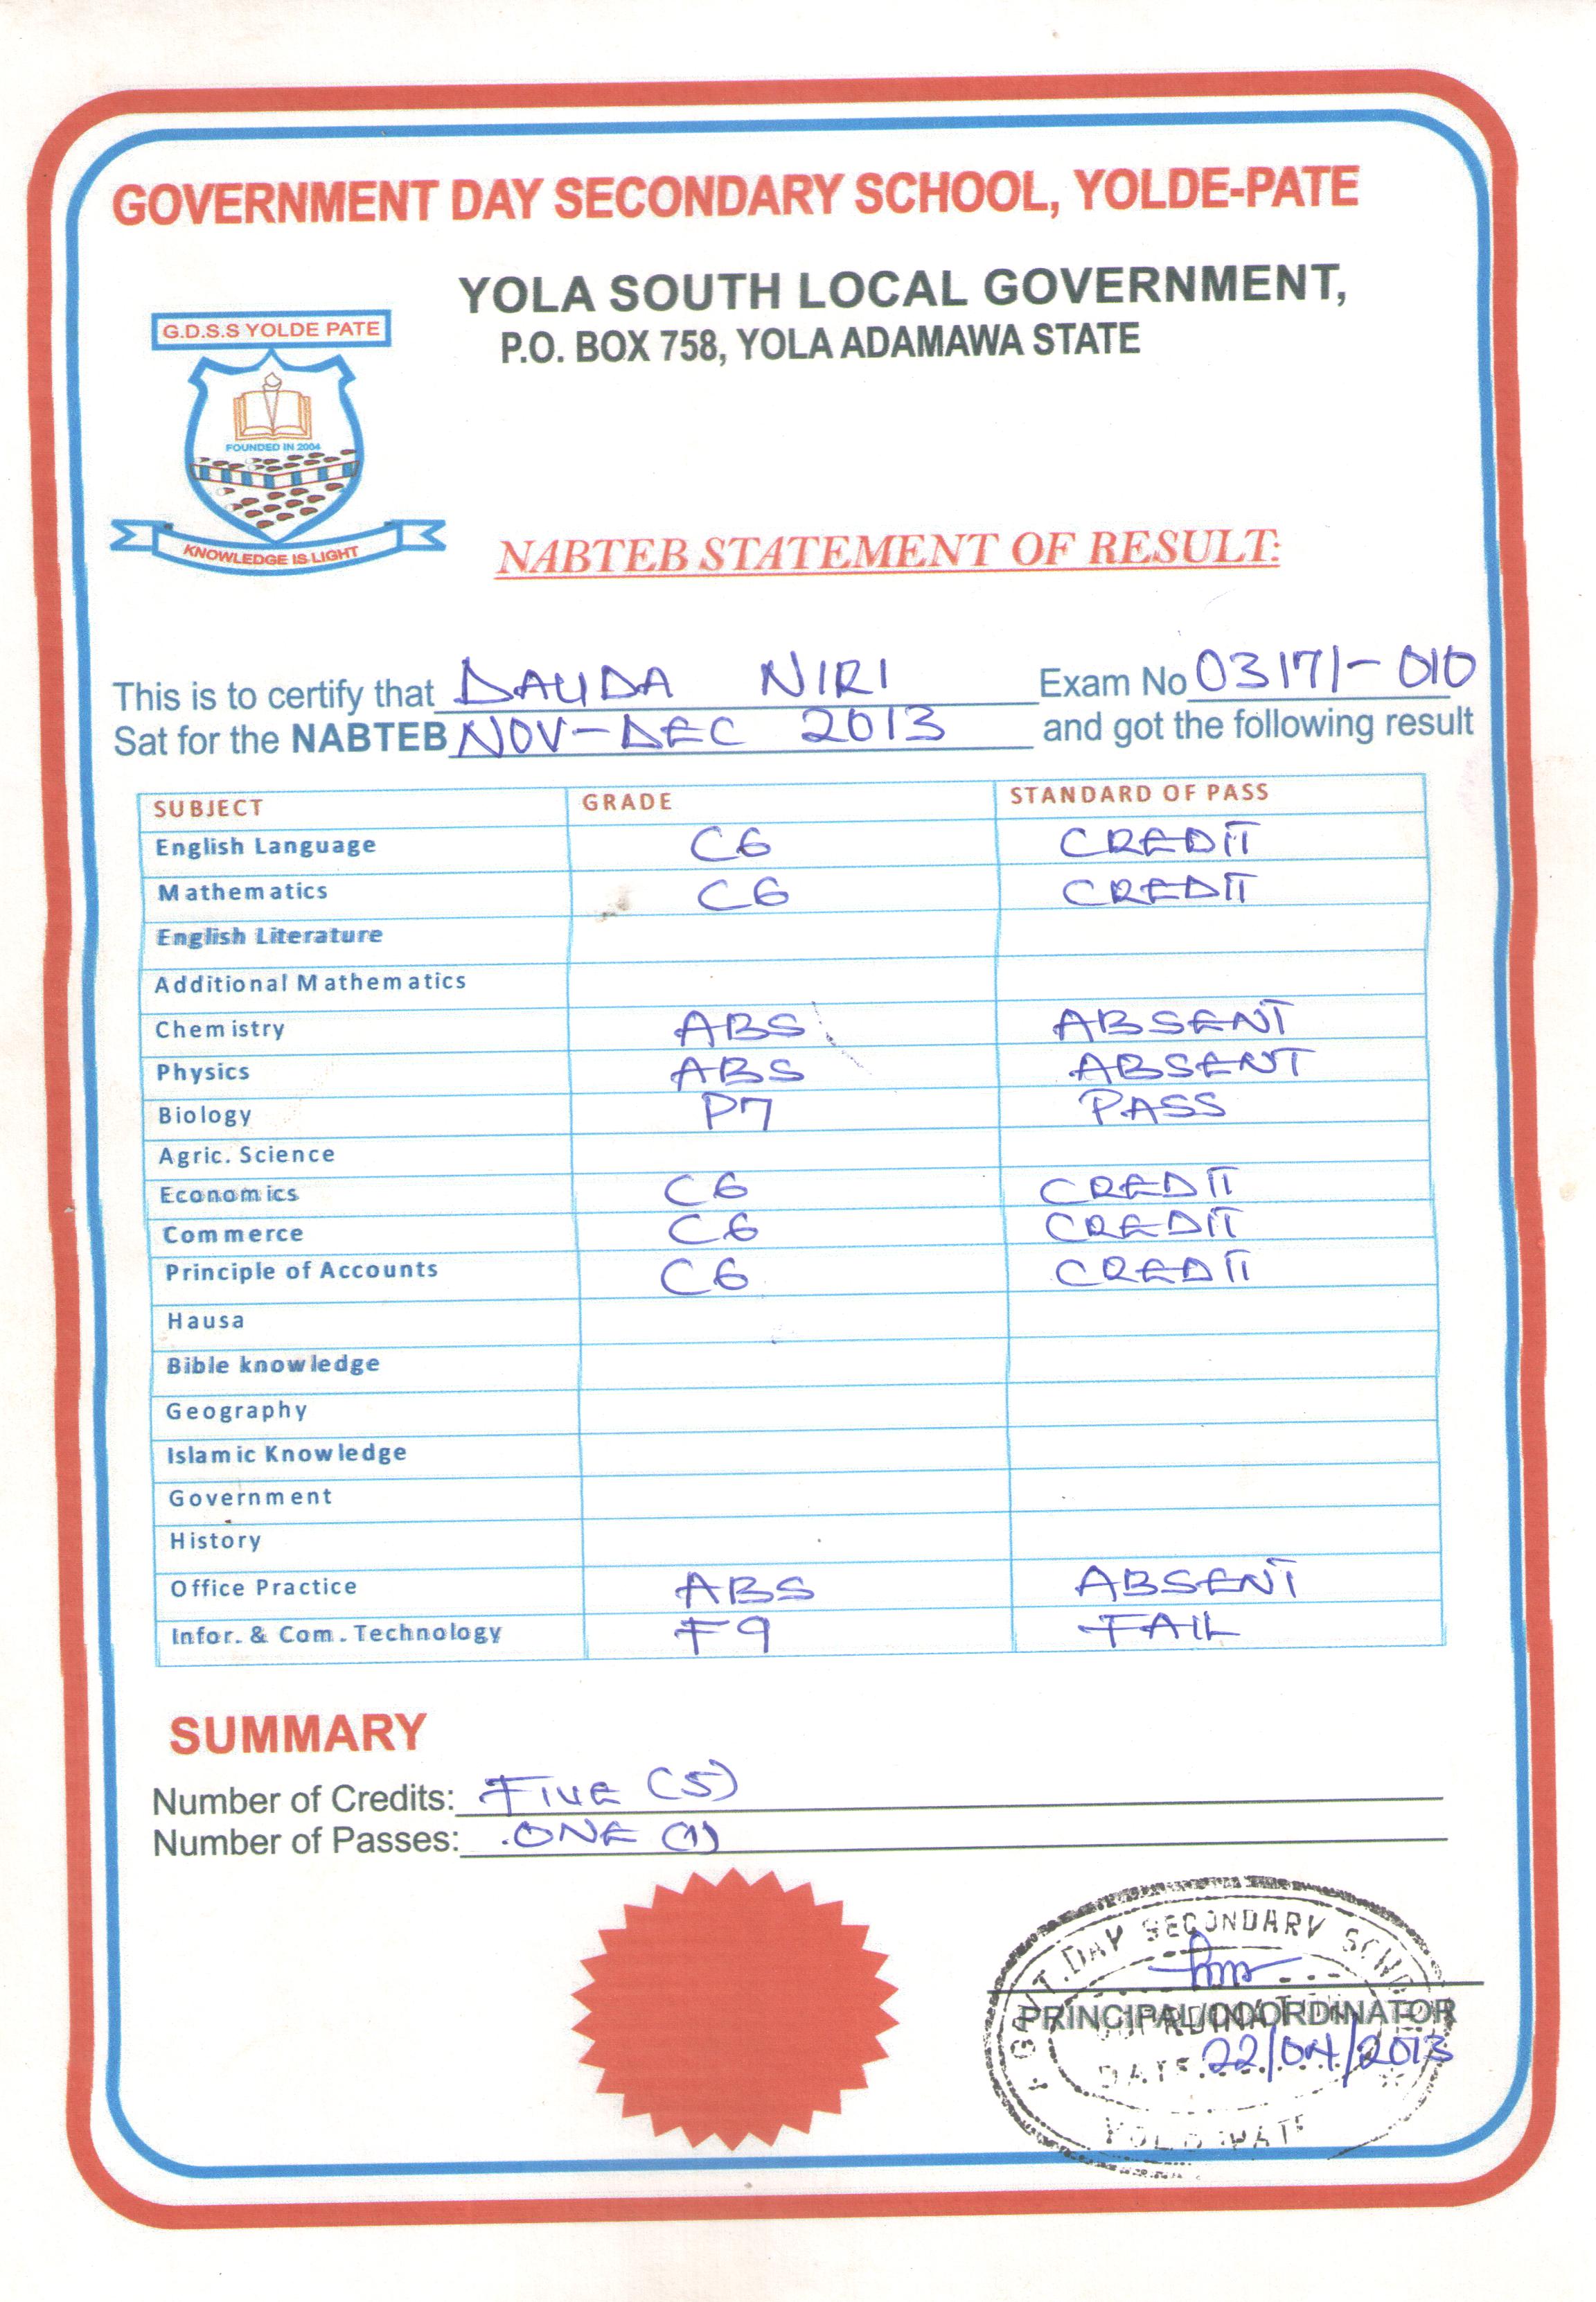 GOVERNMENT DAY SECONDARY SCHOOL, YOLDE-PATE
YOLA SOUTH LOCAL GOVERNMENT,
P.O. BOX 758, YOLA ADAMAWA STATE
G.D.S.S YOLDE PATE
FOUNDED IN 2004
KNOWLEDGE IS LIGHT
NABTEB STATEMENT OF RESULT:
This is to certify that DAUDA NIRI Exam No 03171-010
Sat for the NABTEB NOV-DEC 2013 and got the following result
SUBJECT GRADE STANDARD OF PASS
English Language C6 CREDIT
Mathematics C6 CREDIT
English Literature
Additional Mathematics
Chemistry ABS ABSENT
Physics ABS ABSENT
Biology P7 PASS
Agric. Science
Economics C6 CREDIT
Commerce C6 CREDIT
Principle of Accounts C6 CREDIT
Hausa
Bible knowledge
Geography
Islamic Knowledge
Government
History
Office Practice ABS ABSENT
Infor. & Com. Technology F9 FAIL
SUMMARY
Number of Credits: FIVE (5)
Number of Passes: ONE (1)
GOVT. DAY SECONDARY
PRINCIPAL/COORDINATOR
DATE 22/04/2013